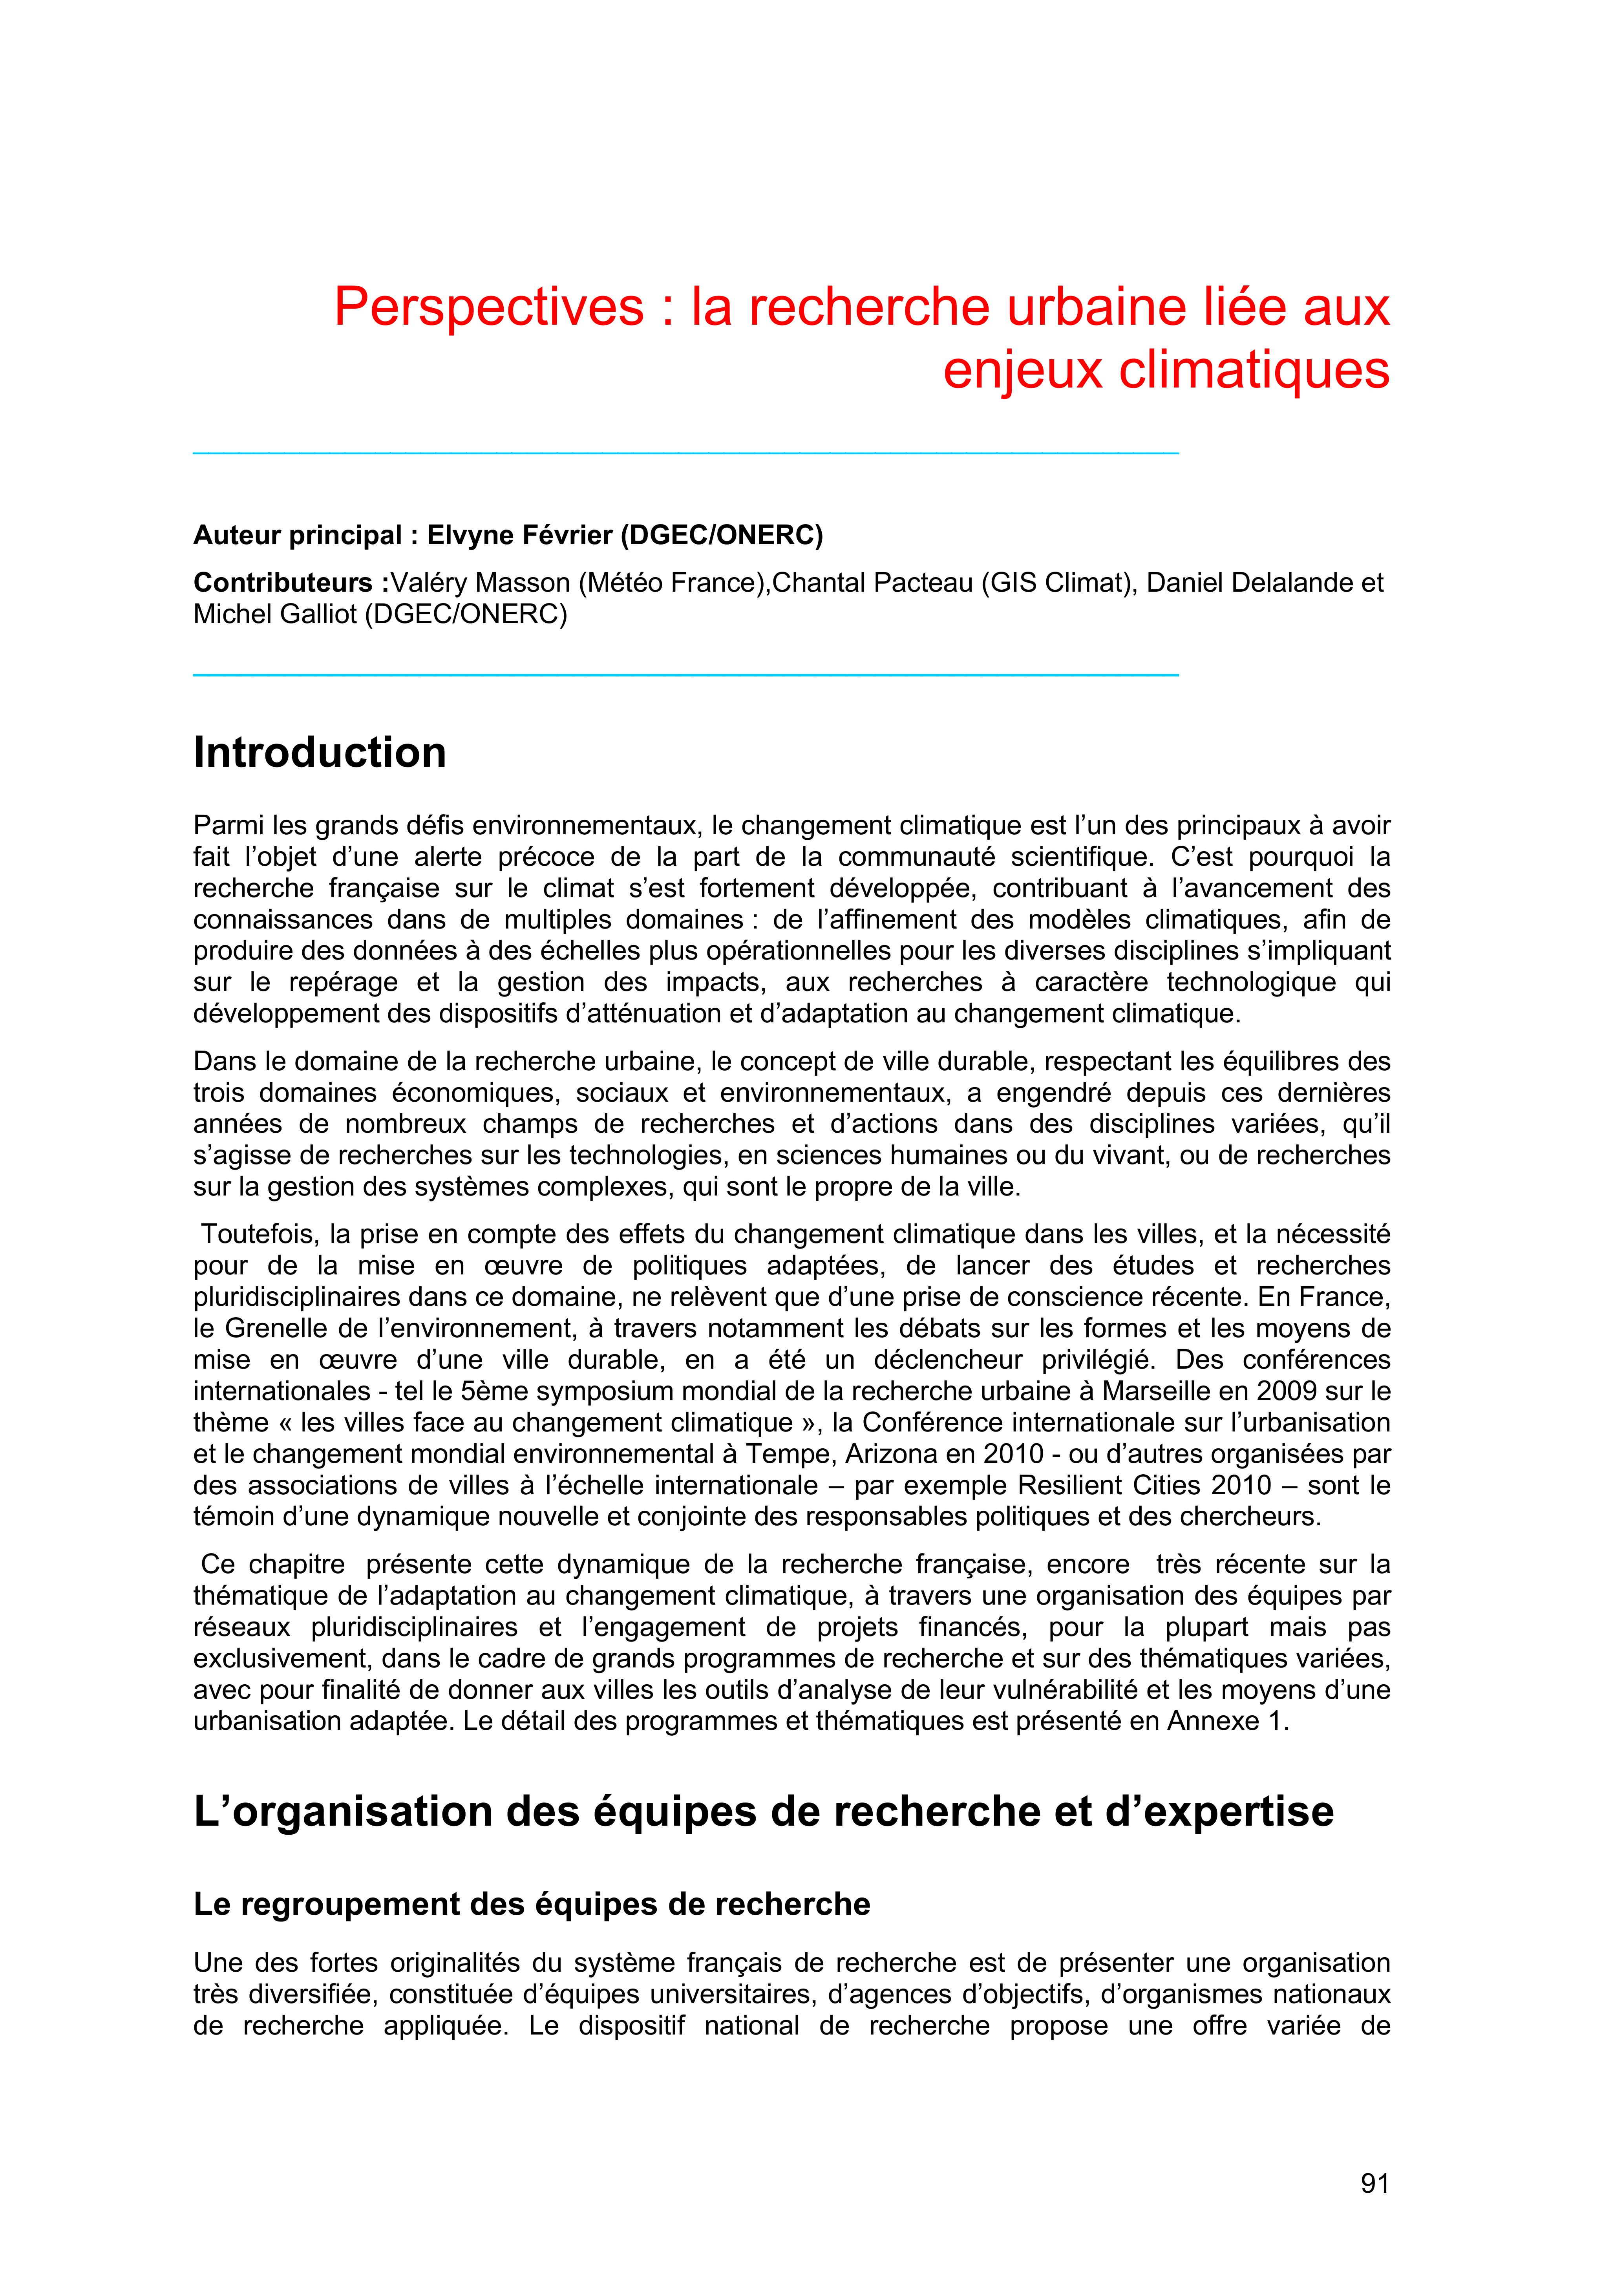 Perspectives : la recherche urbaine liée aux
enjeux climatiques
Auteur principal : Elvyne Février (DGEC/ONERC)
Contributeurs :Valéry Masson (Météo France),Chantal Pacteau (GIS Climat), Daniel Delalande et
Michel Galliot (DGEC/ONERC)
Introduction
Parmi les grands défis environnementaux, le changement climatique est l’un des principaux à avoir
fait l’objet d’une alerte précoce de la part de la communauté scientifique. C’est pourquoi la
recherche française sur le climat s’est fortement développée, contribuant à l’avancement des
connaissances dans de multiples domaines : de l’affinement des modèles climatiques, afin de
produire des données à des échelles plus opérationnelles pour les diverses disciplines s’impliquant
sur le repérage et la gestion des impacts, aux recherches à caractère technologique qui
développement des dispositifs d’atténuation et d’adaptation au changement climatique.
Dans le domaine de la recherche urbaine, le concept de ville durable, respectant les équilibres des
trois domaines économiques, sociaux et environnementaux, a engendré depuis ces dernières
années de nombreux champs de recherches et d’actions dans des disciplines variées, qu’il
s’agisse de recherches sur les technologies, en sciences humaines ou du vivant, ou de recherches
sur la gestion des systèmes complexes, qui sont le propre de la ville.
Toutefois, la prise en compte des effets du changement climatique dans les villes, et la nécessité
pour de la mise en œuvre de politiques adaptées, de lancer des études et recherches
pluridisciplinaires dans ce domaine, ne relèvent que d’une prise de conscience récente. En France,
le Grenelle de l’environnement, à travers notamment les débats sur les formes et les moyens de
mise en œuvre d’une ville durable, en a été un déclencheur privilégié. Des conférences
internationales - tel le 5ème symposium mondial de la recherche urbaine à Marseille en 2009 sur le
thème « les villes face au changement climatique », la Conférence internationale sur l’urbanisation
et le changement mondial environnemental à Tempe, Arizona en 2010 - ou d’autres organisées par
des associations de villes à l’échelle internationale – par exemple Resilient Cities 2010 – sont le
témoin d’une dynamique nouvelle et conjointe des responsables politiques et des chercheurs.
Ce chapitre présente cette dynamique de la recherche française, encore très récente sur la
thématique de l’adaptation au changement climatique, à travers une organisation des équipes par
réseaux pluridisciplinaires et l’engagement de projets financés, pour la plupart mais pas
exclusivement, dans le cadre de grands programmes de recherche et sur des thématiques variées,
avec pour finalité de donner aux villes les outils d’analyse de leur vulnérabilité et les moyens d’une
urbanisation adaptée. Le détail des programmes et thématiques est présenté en Annexe 1.
L’organisation des équipes de recherche et d’expertise
Le regroupement des équipes de recherche
Une des fortes originalités du système français de recherche est de présenter une organisation
très diversifiée, constituée d’équipes universitaires, d’agences d’objectifs, d’organismes nationaux
de recherche appliquée. Le dispositif national de recherche propose une offre variée de
91